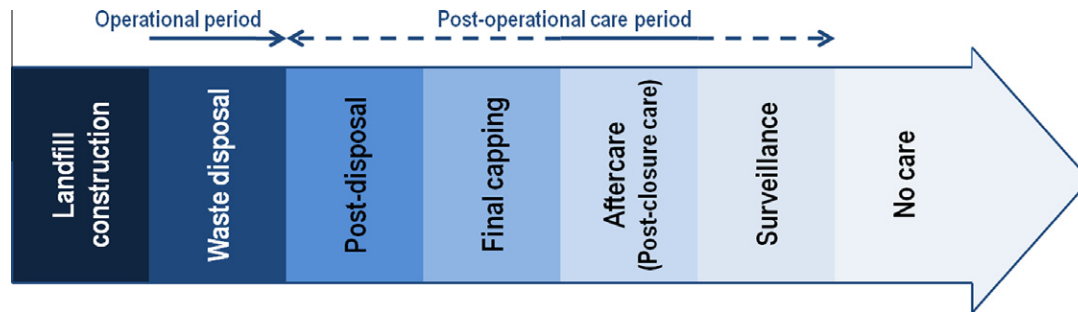 Operational period
Post-operational care period
Landfill
construction
Waste disposal
Post-disposal
Final capping
Aftercare
(Post-closure care)
Surveillance
No care